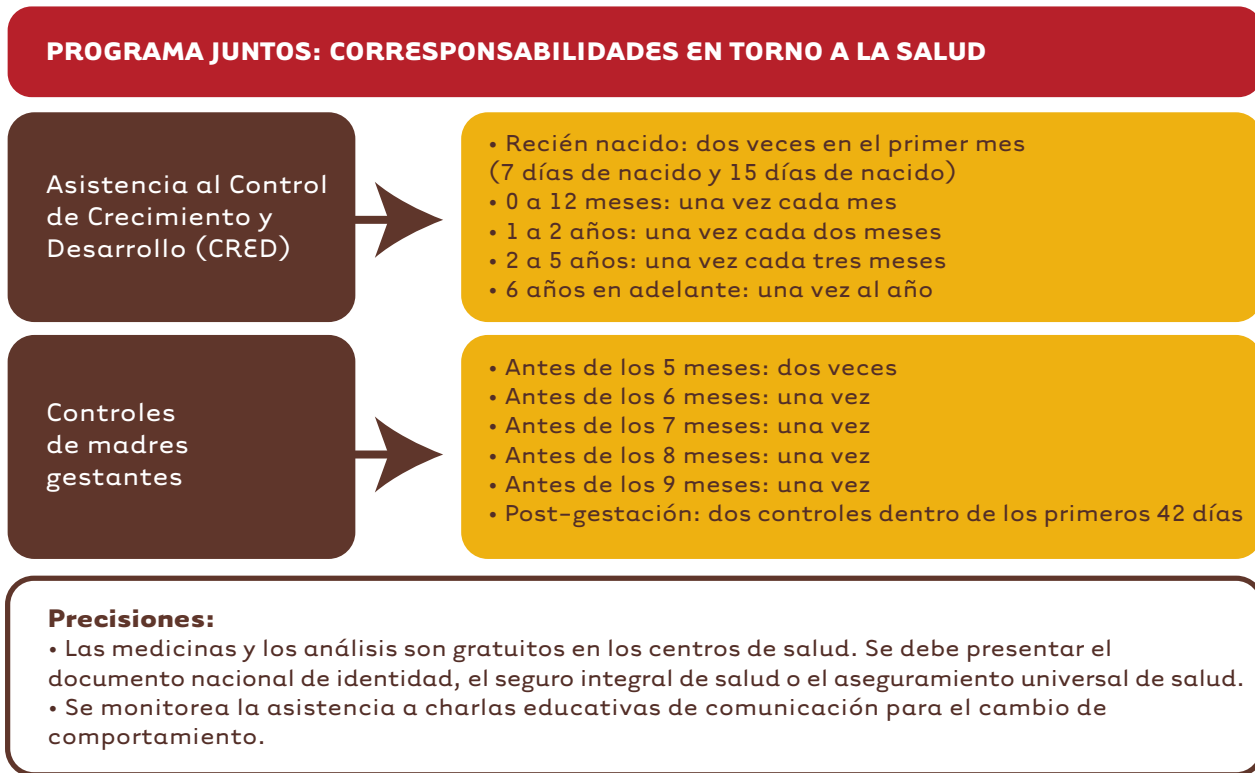 PROGRAMA JUNTOS: CORRESPONSABILIDADES EN TORNO A LA SALUD
Asistencia al Control
de Crecimiento y
Desarrollo (CRED)
• Recién nacido: dos veces en el primer mes
(7 días de nacido y 15 días de nacido)
• 0 a 12 meses: una vez cada mes
• 1 a 2 años: una vez cada dos meses
• 2 a 5 años: una vez cada tres meses
• 6 años en adelante: una vez al año
Controles
de madres
gestantes
• Antes de los 5 meses: dos veces
• Antes de los 6 meses: una vez
• Antes de los 7 meses: una vez
• Antes de los 8 meses: una vez
• Antes de los 9 meses: una vez
• Post-gestación: dos controles dentro de los primeros 42 días
Precisiones:
• Las medicinas y los análisis son gratuitos en los centros de salud. Se debe presentar el
documento nacional de identidad, el seguro integral de salud o el aseguramiento universal de salud.
• Se monitorea la asistencia a charlas educativas de comunicación para el cambio de
comportamiento.